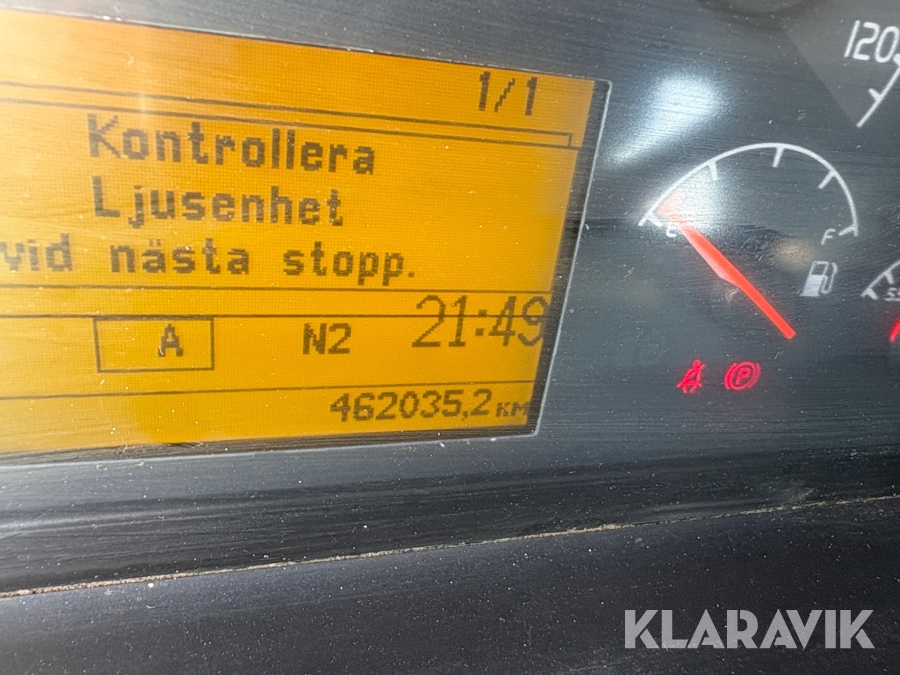 1/1
Kontrollera
Ljusenhet
vid nästa stopp.
A N2 21:49
462035,2 KM
120
E F
P
KLARAVIK